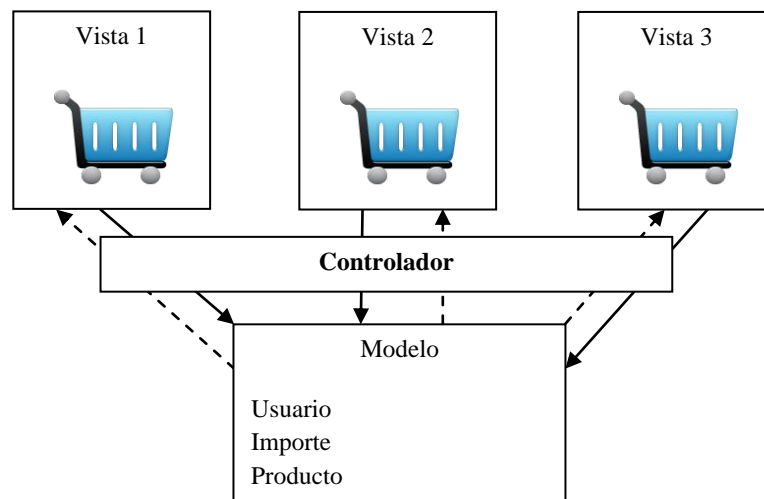 Vista 1
Vista 2
Vista 3
Controlador
Modelo
Usuario
Importe
Producto